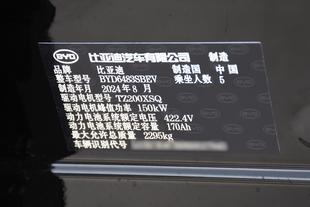 BYD 比亚迪汽车有限公司 制造
品牌 比亚迪 制造国 中国
整车型号 BYD6483SBEV 乘坐人数 5
制造年月 2024年8月
驱动电机型号 TZ200XSQ
驱动电机峰值功率 150kW
动力电池系统额定电压 422.4V
动力电池系统额定容量 170Ah
最大允许总质量 2295kg
车辆识别代号